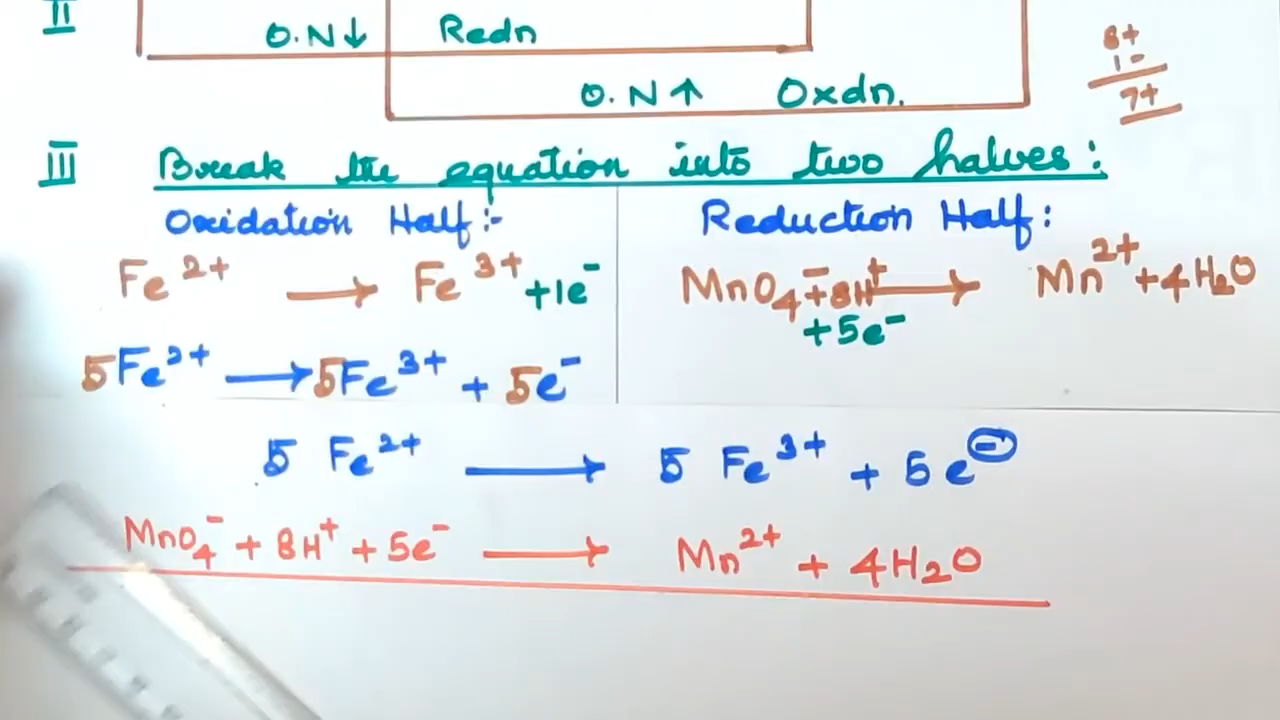 II
O.N↓ Redn
O.N↑ Oxdn.
8+
1-
7+
III Break the equation into two halves:
Oxidation Half:-
Fe²⁺ → Fe³⁺ +1e⁻
5Fe²⁺ → 5Fe³⁺ + 5e⁻
Reduction Half:
MnO₄⁻ +8H⁺ → Mn²⁺ +4H₂O
+5e⁻
5 Fe²⁺ → 5 Fe³⁺ + 5e⁻
MnO₄⁻ + 8H⁺ + 5e⁻ → Mn²⁺ + 4H₂O